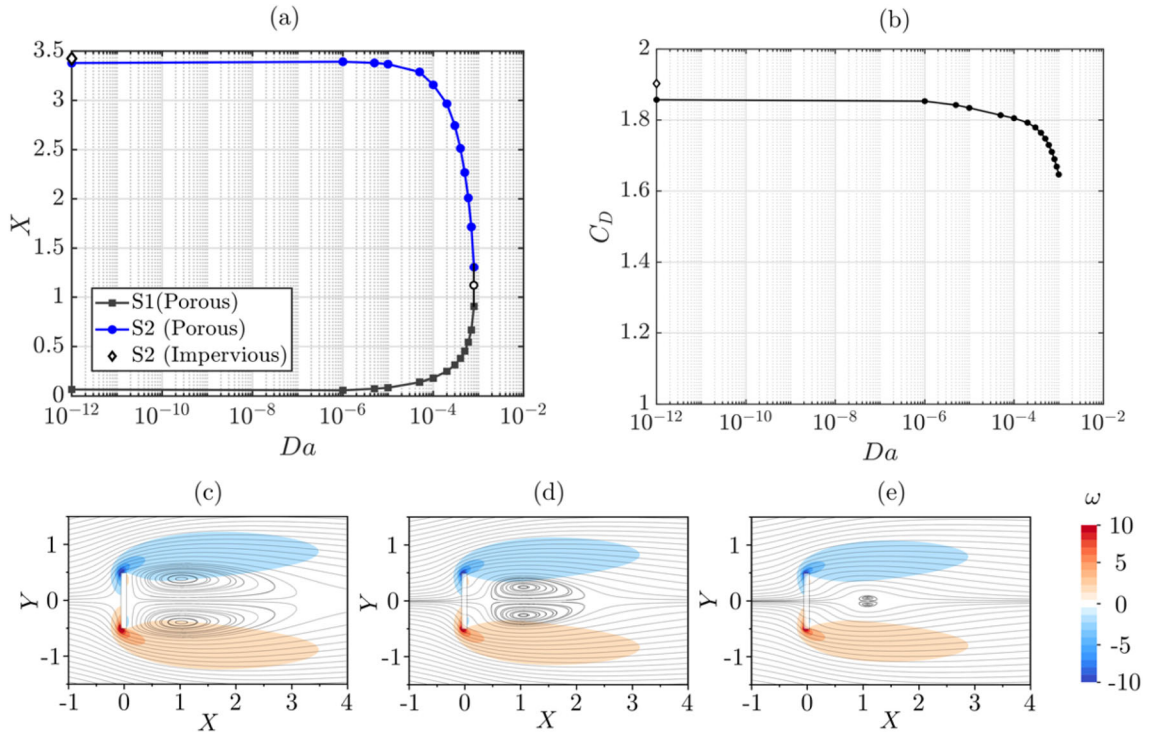 (a)
3.5
3
2.5
2
1.5
1
0.5
0
X
S1(Porous)
S2 (Porous)
S2 (Impervious)
10⁻¹² 10⁻¹⁰ 10⁻⁸ 10⁻⁶ 10⁻⁴ 10⁻²
Da
(b)
2
1.8
1.6
1.4
1.2
1
C_D
10⁻¹² 10⁻¹⁰ 10⁻⁸ 10⁻⁶ 10⁻⁴ 10⁻²
Da
(c)
1
0
-1
Y
-1 0 1 2 3 4
X
(d)
1
0
-1
Y
-1 0 1 2 3 4
X
(e)
1
0
-1
Y
-1 0 1 2 3 4
X
ω
10
5
0
-5
-10